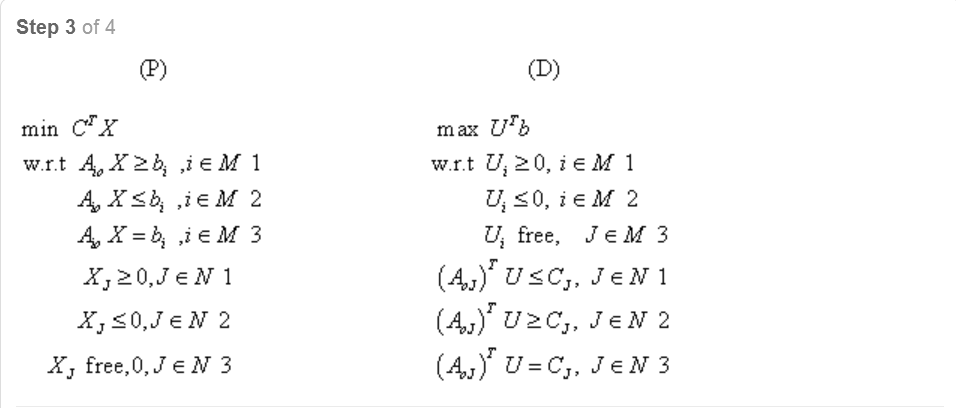 Step 3 of 4
(P) (D)
min C^T X max U^T b
w.r.t A_io X ≥ b_i ,i ∈ M 1 w.r.t U_i ≥ 0, i ∈ M 1
A_io X ≤ b_i ,i ∈ M 2 U_i ≤ 0, i ∈ M 2
A_io X = b_i ,i ∈ M 3 U_i free, J ∈ M 3
X_J ≥ 0,J ∈ N 1 (A_oJ)^T U ≤ C_J, J ∈ N 1
X_J ≤ 0,J ∈ N 2 (A_oJ)^T U ≥ C_J, J ∈ N 2
X_J free,0,J ∈ N 3 (A_oJ)^T U = C_J, J ∈ N 3